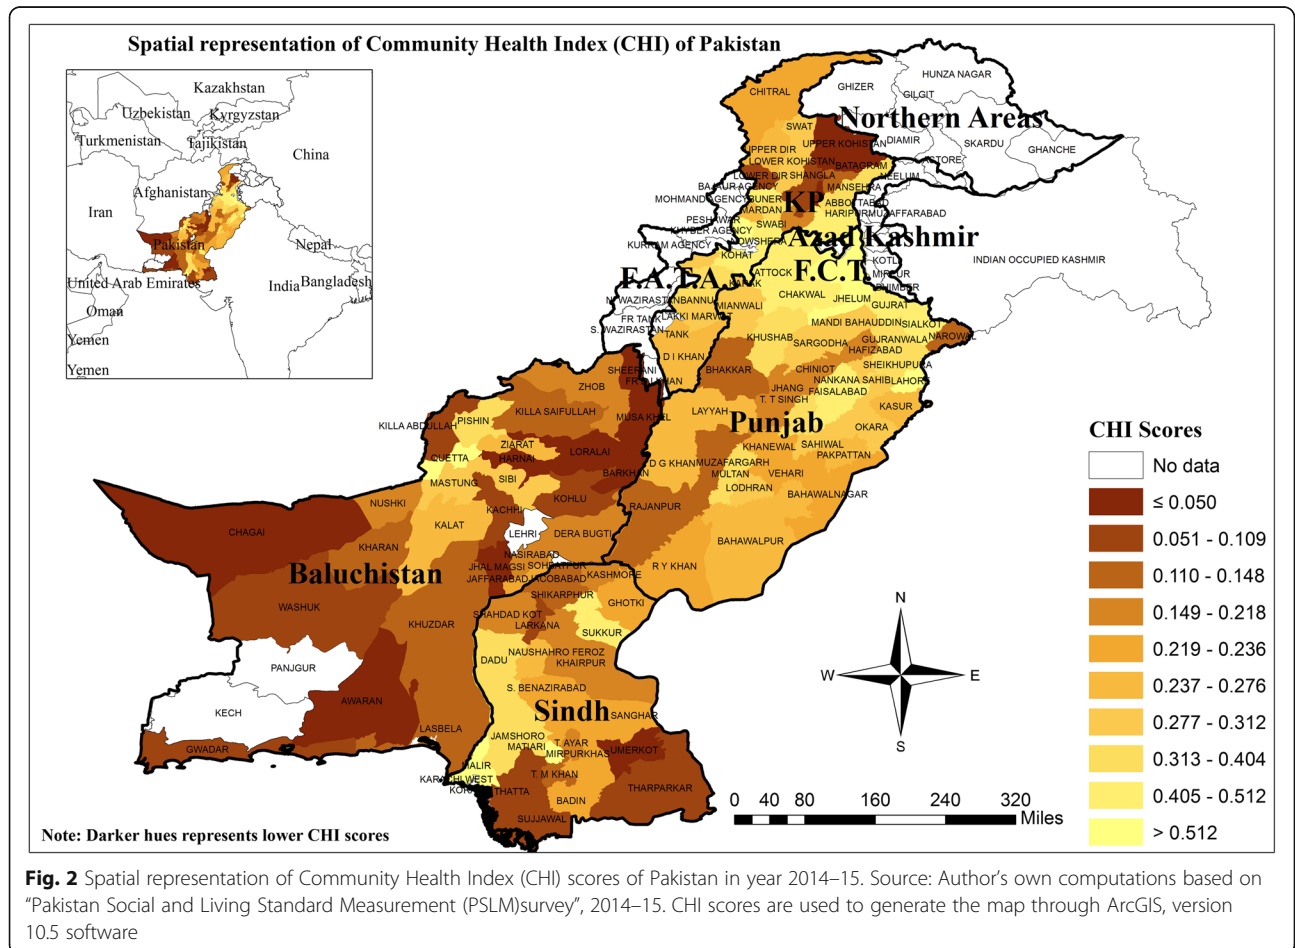 Spatial representation of Community Health Index (CHI) of Pakistan
Kazakhstan
Uzbekistan
Kyrgyzstan
Turkmenistan
Tajikistan
China
Afghanistan
Iran
Pakistan
Nepal
United Arab Emirates
India
Bangladesh
Oman
Yemen
Yemen
HUNZA NAGAR
GHIZER
GILGIT
CHITRAL
Northern Areas
SWAT
UPPER KOHISTAN
DIAMIR
SKARDU
GHANCHE
UPPER DIR
LOWER KOHISTAN
BATAGRAM
ASTORE
LOWER DIR
SHANGLA
NEELUM
BAJAUR AGENCY
MANSEHRA
MOHMAND AGENCY
BUNER
KP
ABBOTTABAD
MARDAN
HARIPUR
MUZAFFARABAD
PESHAWAR
SWABI
KHYBER AGENCY
NOWSHERA
Azad Kashmir
KURRAM AGENCY
KOHAT
KOTLI
INDIAN OCCUPIED KASHMIR
F.A.T.A.
KARAK
ATTOCK
F.C.T.
MIRPUR
BHIMBER
CHAKWAL
JHELUM
GUJRAT
N. WAZIRASTAN
BANNU
MIANWALI
FR TANK
LAKKI MARWAT
S. WAZIRASTAN
TANK
MANDI BAHAUDDIN
SIALKOT
KHUSHAB
SARGODHA
GUJRANWALA
NAROWAL
HAFIZABAD
D I KHAN
SHEERANI
BHAKKAR
CHINIOT
SHEIKHUPURA
FR D I KHAN
ZHOB
JHANG
NANKANA SAHIB
LAHORE
T. T SINGH
FAISALABAD
KILLA SAIFULLAH
MUSA KHEL
LAYYAH
KASUR
KILLA ABDULLAH
PISHIN
Punjab
OKARA
ZIARAT
HARNAI
LORALAI
KHANEWAL
SAHIWAL
PAKPATTAN
QUETTA
D G KHAN
MUZAFARGARH
MULTAN
VEHARI
BARKHAN
MASTUNG
SIBI
LODHRAN
BAHAWALNAGAR
NUSHKI
KACHHI
KOHLU
RAJANPUR
CHAGAI
KALAT
LEHRI
DERA BUGTI
KHARAN
BAHAWALPUR
NASIRABAD
JHAL MAGSI
SOHBATPUR
R Y KHAN
Baluchistan
JAFFARABAD
JACOBABAD
KASHMORE
SHIKARPHUR
GHOTKI
WASHUK
KHUZDAR
SHAHDAD KOT
LARKANA
SUKKUR
PANJGUR
DADU
NAUSHAHRO FEROZ
KHAIRPUR
KECH
AWARAN
S. BENAZIRABAD
Sindh
SANGHAR
LASBELA
JAMSHORO
MATIARI
T. AYAR
GWADAR
MIRPURKHAS
UMERKOT
MALIR
T. M KHAN
KARACHI WEST
THATTA
THARPARKAR
BADIN
SUJJAWAL
CHI Scores
No data
≤ 0.050
0.051 - 0.109
0.110 - 0.148
0.149 - 0.218
0.219 - 0.236
0.237 - 0.276
0.277 - 0.312
0.313 - 0.404
0.405 - 0.512
> 0.512
N
W
E
S
0 40 80 160 240 320
Miles
Note: Darker hues represents lower CHI scores
Fig. 2 Spatial representation of Community Health Index (CHI) scores of Pakistan in year 2014–15. Source: Author's own computations based on
“Pakistan Social and Living Standard Measurement (PSLM)survey”, 2014–15. CHI scores are used to generate the map through ArcGIS, version
10.5 software